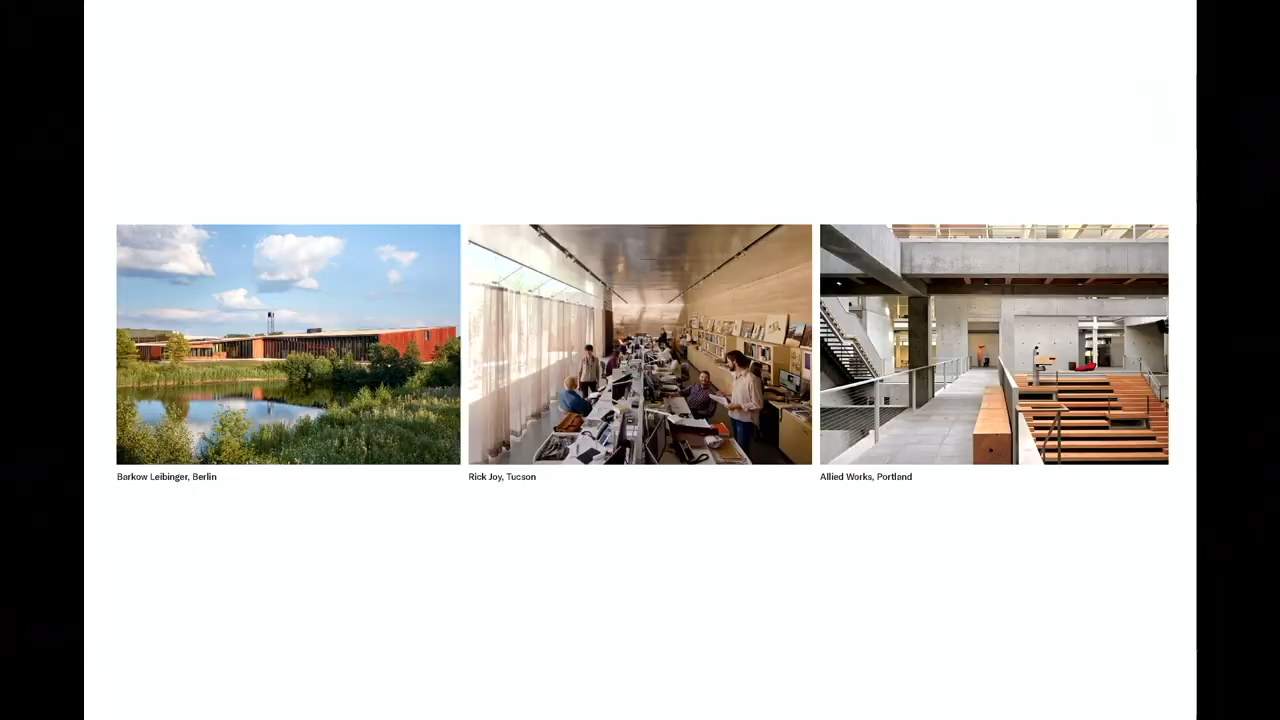 Barkow Leibinger, Berlin
Rick Joy, Tucson
Allied Works, Portland